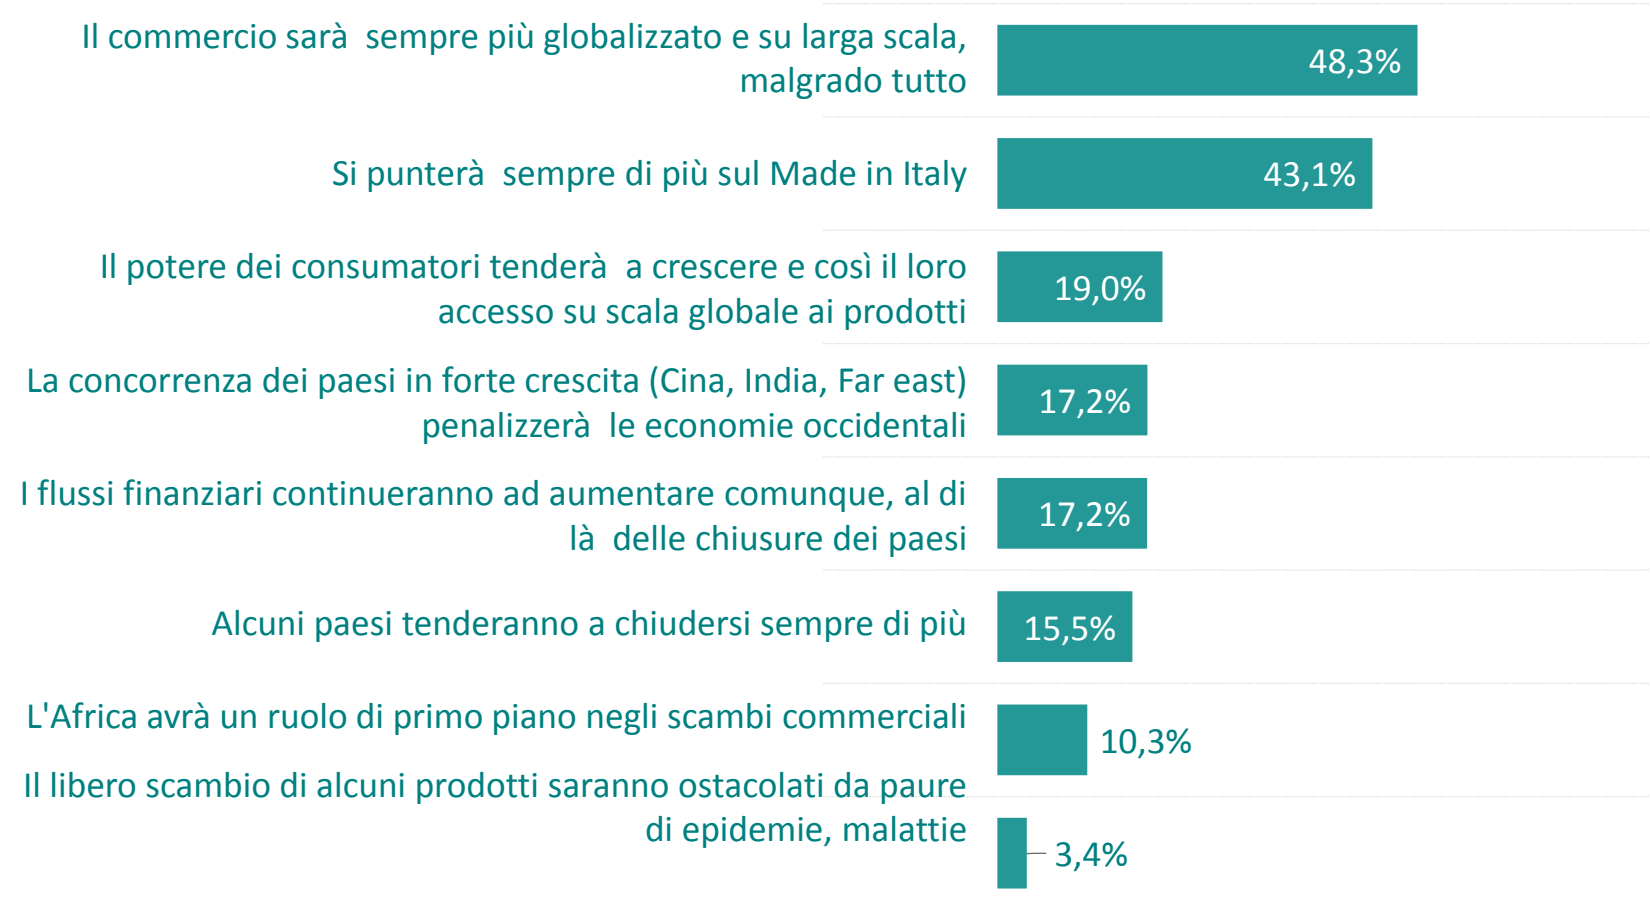 Il commercio sarà  sempre più globalizzato e su larga scala,
malgrado tutto
48,3%
Si punterà  sempre di più sul Made in Italy
43,1%
Il potere dei consumatori tenderà  a crescere e così il loro
accesso su scala globale ai prodotti
19,0%
La concorrenza dei paesi in forte crescita (Cina, India, Far east)
penalizzerà  le economie occidentali
17,2%
I flussi finanziari continueranno ad aumentare comunque, al di
là  delle chiusure dei paesi
17,2%
Alcuni paesi tenderanno a chiudersi sempre di più
15,5%
L'Africa avrà un ruolo di primo piano negli scambi commerciali
10,3%
Il libero scambio di alcuni prodotti saranno ostacolati da paure
di epidemie, malattie
3,4%